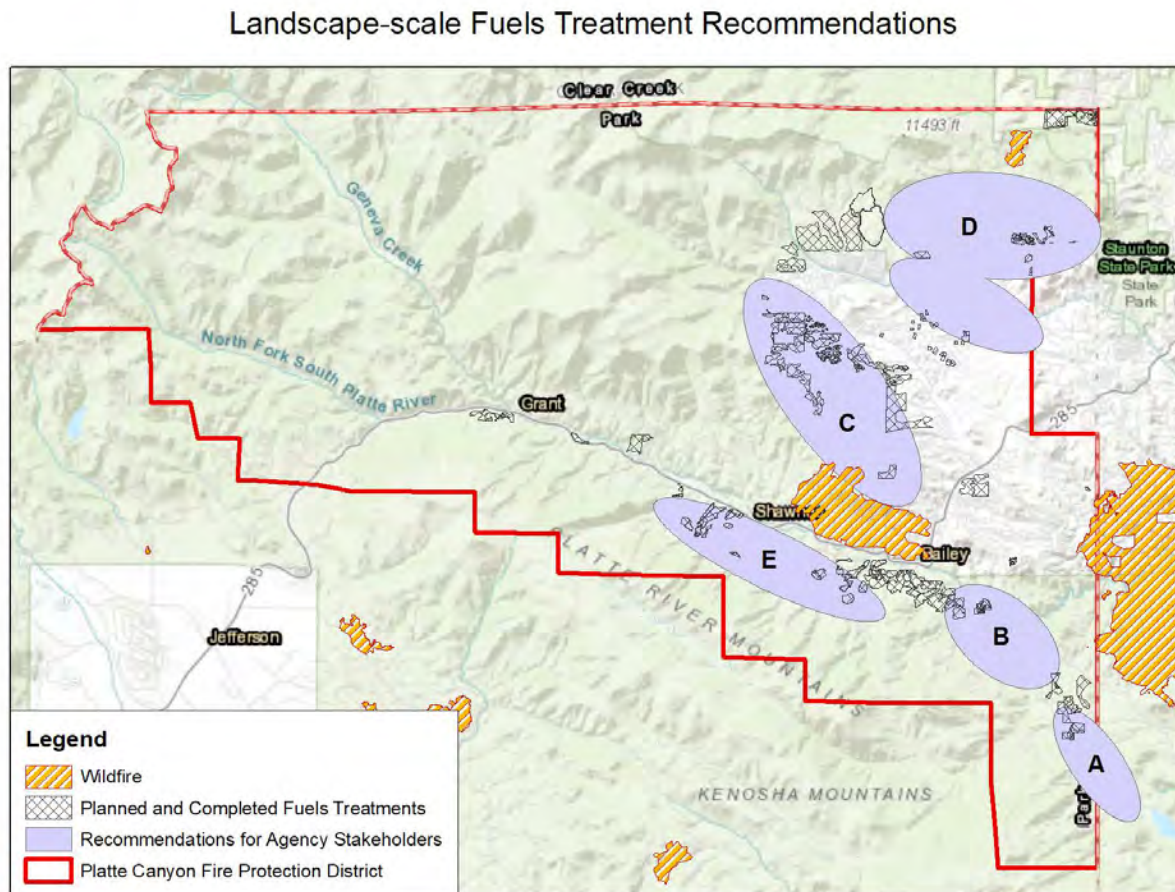 Landscape-scale Fuels Treatment Recommendations
Clear Creek
Park
11493 ft
Geneva Creek
D
Staunton
State Park
State
Park
North Fork South Platte River
Grant
C
285
Bailey
E
PLATTE RIVER MOUNTAINS
B
285
Jefferson
A
Park
KENOSHA MOUNTAINS
Legend
Wildfire
Planned and Completed Fuels Treatments
Recommendations for Agency Stakeholders
Platte Canyon Fire Protection District